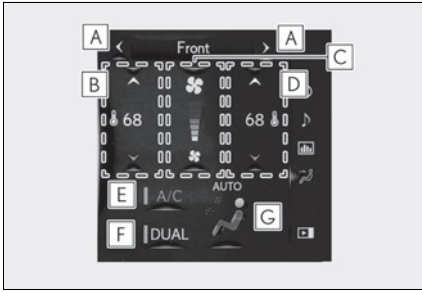 A < Front > A
C
B
D
68 68
E A/C AUTO
F DUAL G